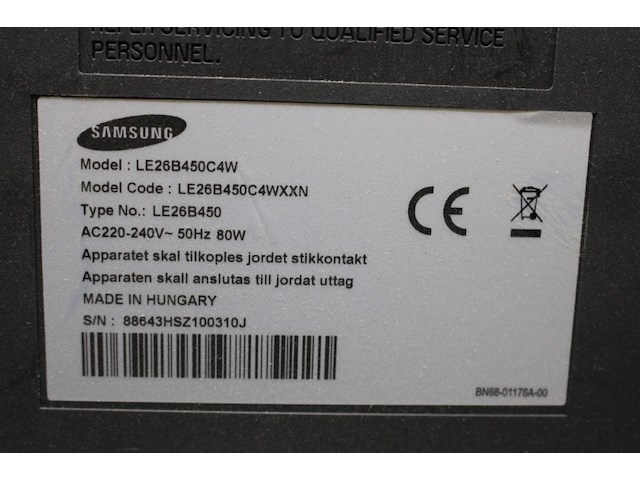 REFER SERVICING TO QUALIFIED SERVICE
PERSONNEL.
SAMSUNG
Model : LE26B450C4W
Model Code : LE26B450C4WXXN
Type No.: LE26B450
AC220-240V~ 50Hz 80W
Apparatet skal tilkoples jordet stikkontakt
Apparaten skall anslutas till jordat uttag
MADE IN HUNGARY
S/N : 88643HSZ100310J
CE
BN68-01176A-00